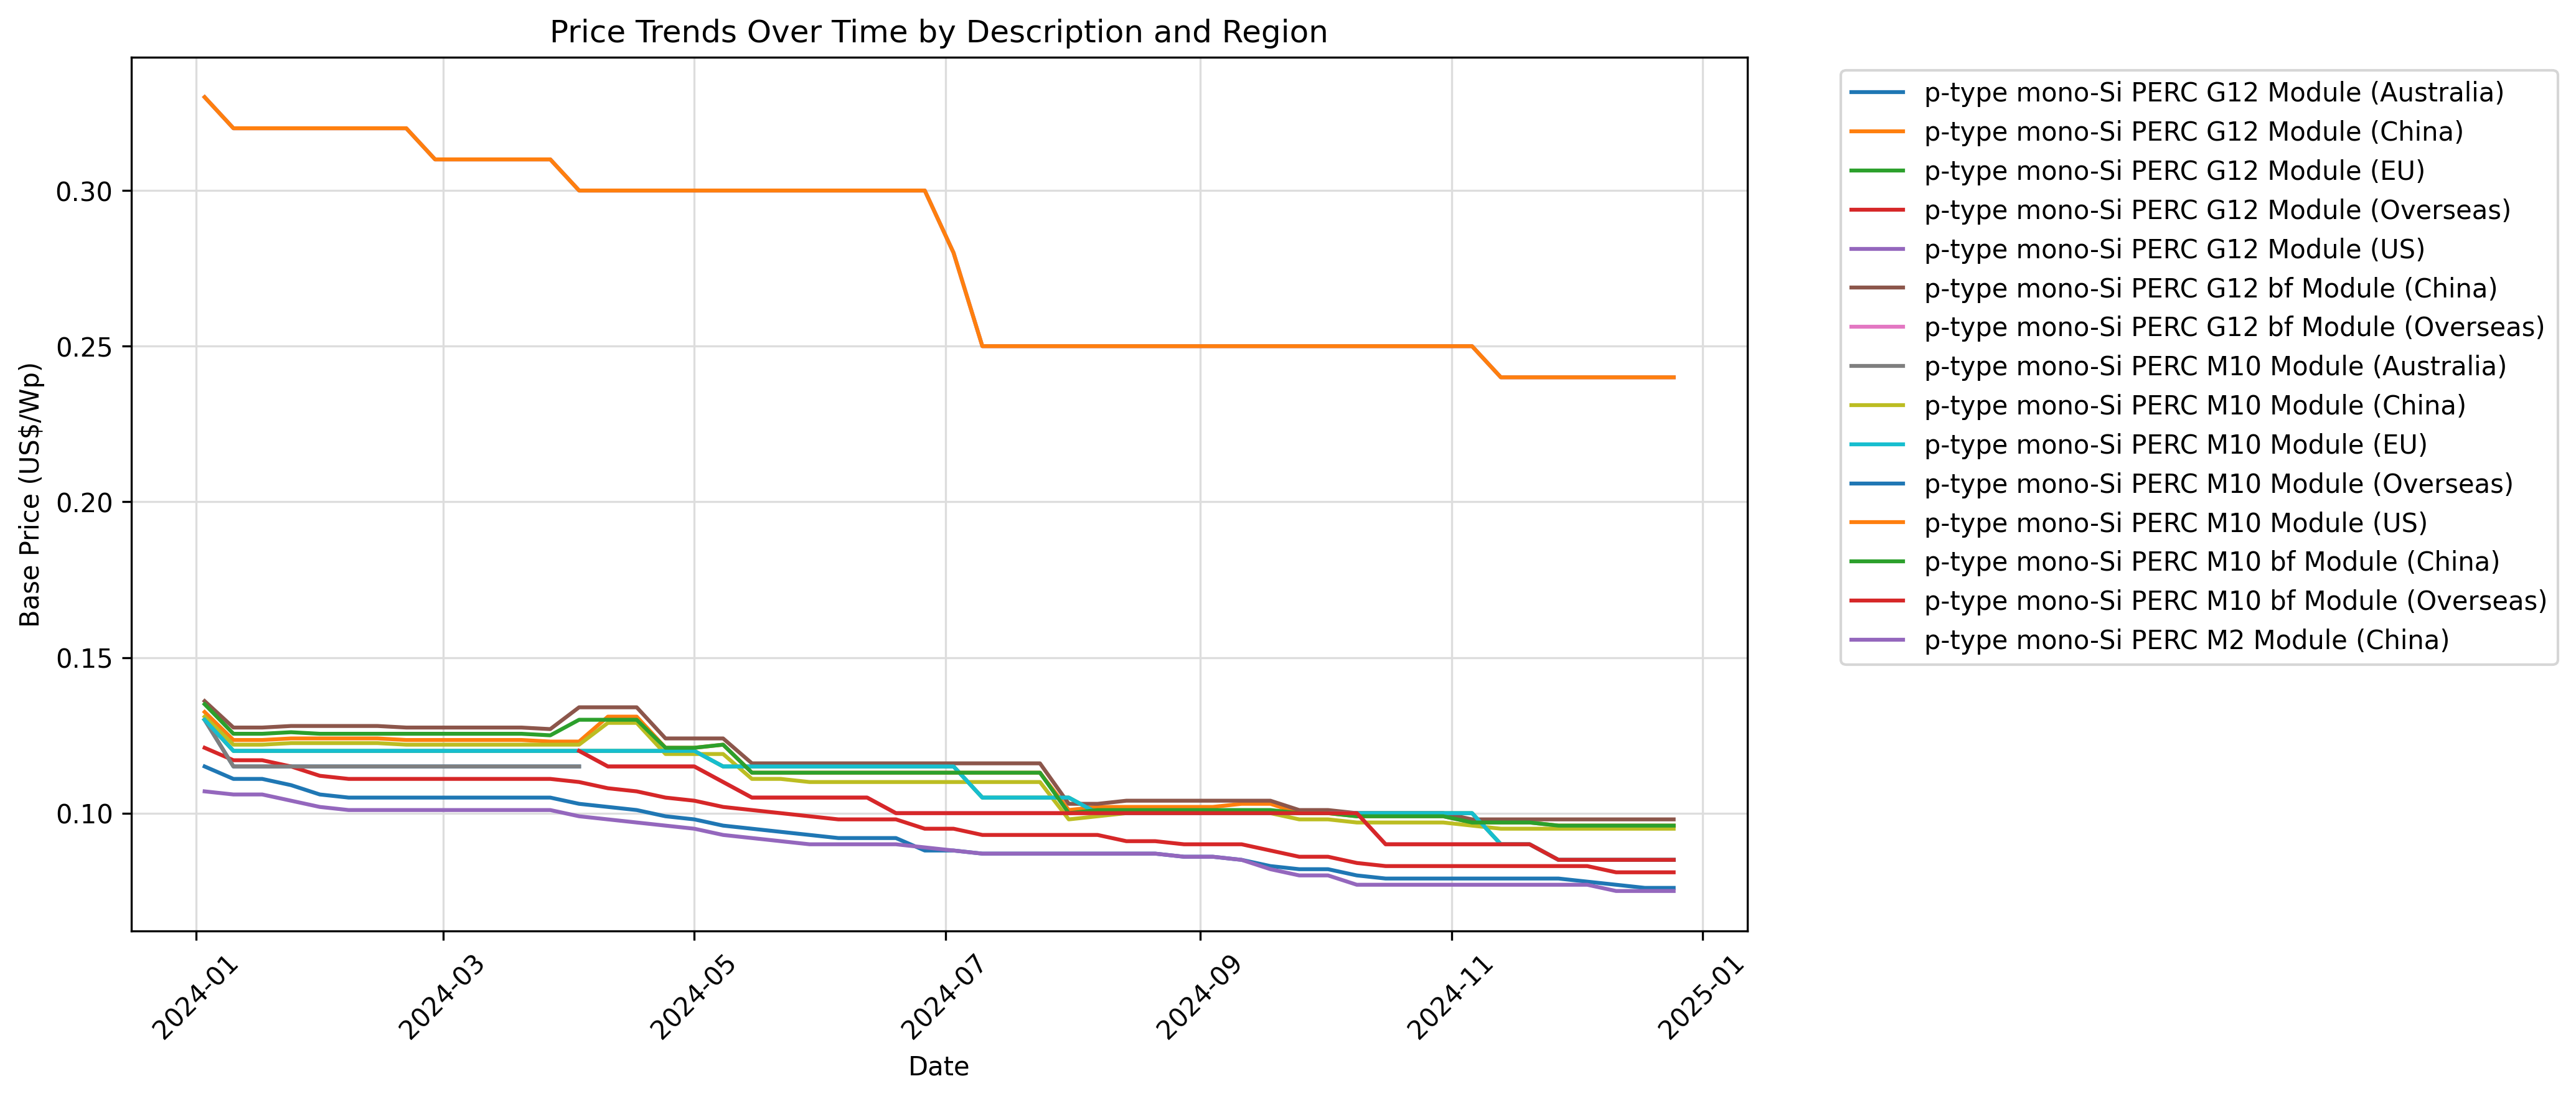 Price Trends Over Time by Description and Region
Base Price (US$/Wp)
0.30
0.25
0.20
0.15
0.10
2024-01
2024-03
2024-05
2024-07
2024-09
2024-11
2025-01
Date
p-type mono-Si PERC G12 Module (Australia)
p-type mono-Si PERC G12 Module (China)
p-type mono-Si PERC G12 Module (EU)
p-type mono-Si PERC G12 Module (Overseas)
p-type mono-Si PERC G12 Module (US)
p-type mono-Si PERC G12 bf Module (China)
p-type mono-Si PERC G12 bf Module (Overseas)
p-type mono-Si PERC M10 Module (Australia)
p-type mono-Si PERC M10 Module (China)
p-type mono-Si PERC M10 Module (EU)
p-type mono-Si PERC M10 Module (Overseas)
p-type mono-Si PERC M10 Module (US)
p-type mono-Si PERC M10 bf Module (China)
p-type mono-Si PERC M10 bf Module (Overseas)
p-type mono-Si PERC M2 Module (China)